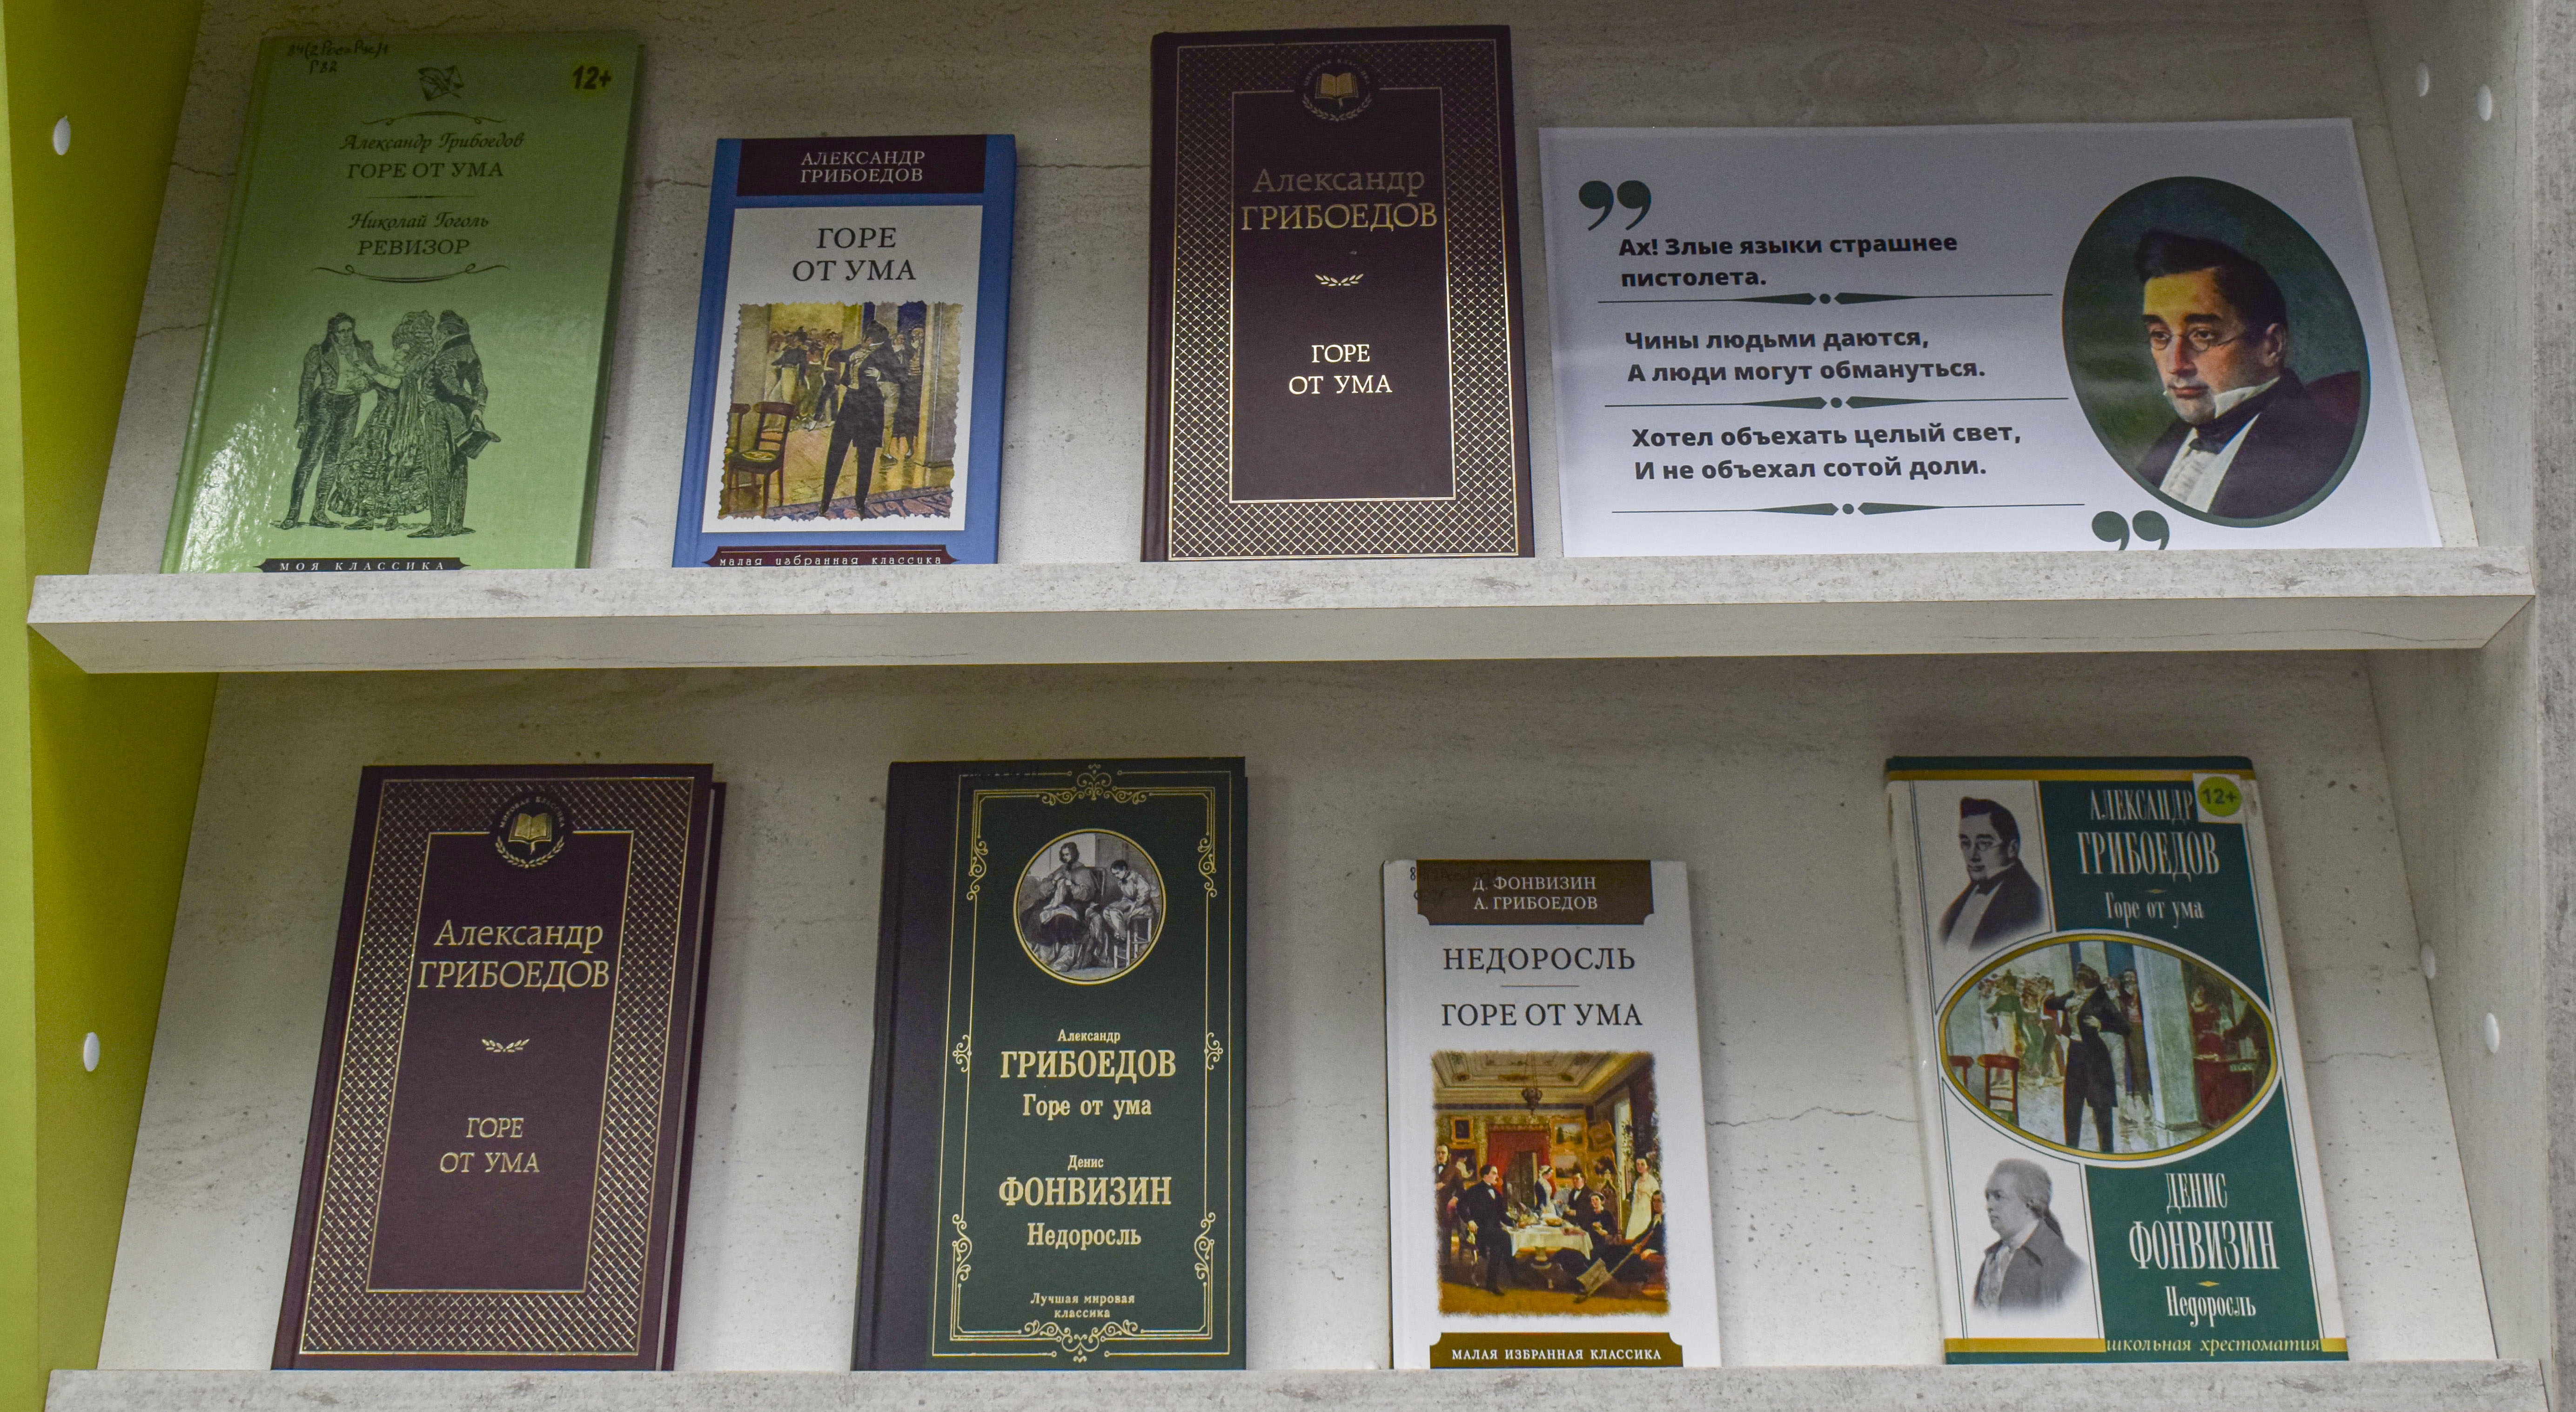 12+
Александр Грибоедов
ГОРЕ ОТ УМА
Николай Гоголь
РЕВИЗОР
МОЯ КЛАССИКА
АЛЕКСАНДР
ГРИБОЕДОВ
ГОРЕ
ОТ УМА
малая избранная классика
Александр
ГРИБОЕДОВ
ГОРЕ
ОТ УМА
Ах! Злые языки страшнее
пистолета.
Чины людьми даются,
А люди могут обмануться.
Хотел объехать целый свет,
И не объехал сотой доли.
МИРОВАЯ КЛАССИКА
Александр
ГРИБОЕДОВ
ГОРЕ
ОТ УМА
Александр
ГРИБОЕДОВ
Горе от ума
Денис
ФОНВИЗИН
Недоросль
Лучшая мировая
классика
Д. ФОНВИЗИН
А. ГРИБОЕДОВ
НЕДОРОСЛЬ
ГОРЕ ОТ УМА
МАЛАЯ ИЗБРАННАЯ КЛАССИКА
12+
АЛЕКСАНДР
ГРИБОЕДОВ
Горе от ума
ДЕНИС
ФОНВИЗИН
Недоросль
школьная хрестоматия